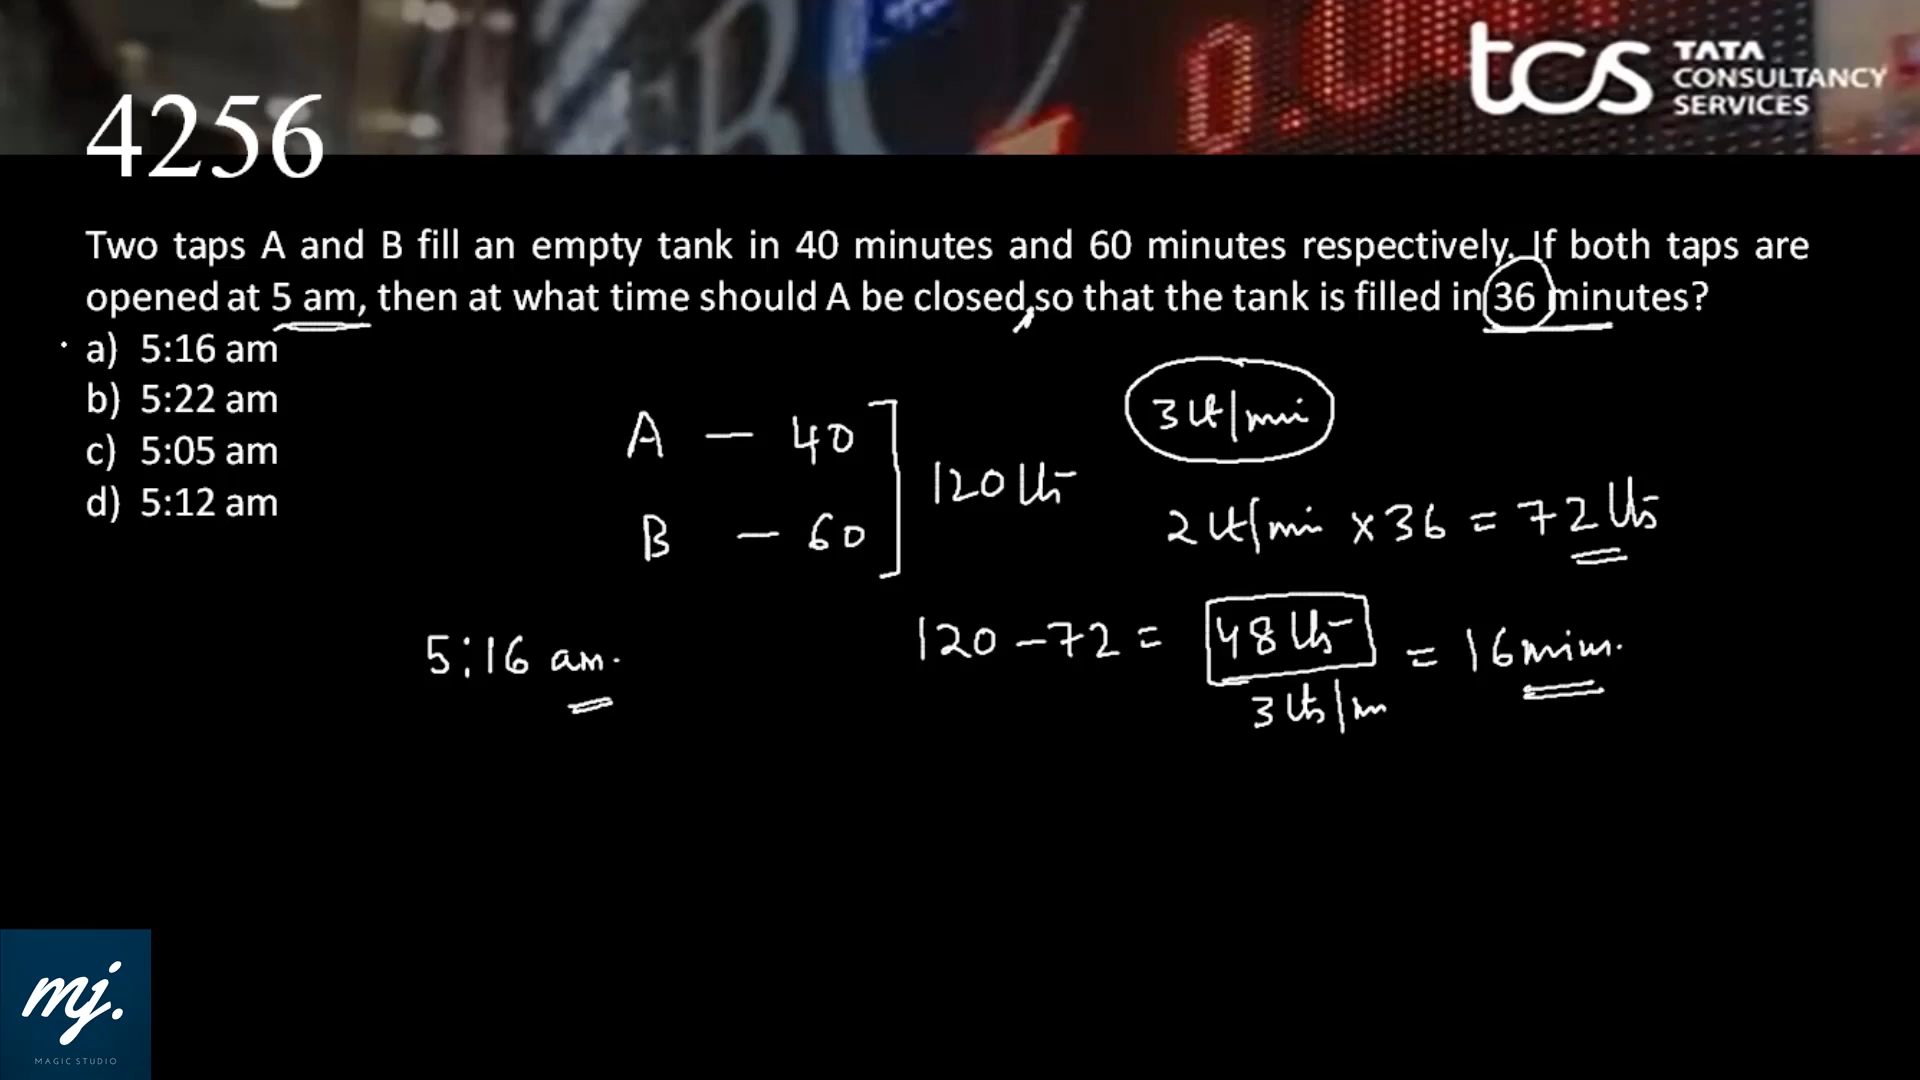 tcs TATA
CONSULTANCY
SERVICES
4256
Two taps A and B fill an empty tank in 40 minutes and 60 minutes respectively. If both taps are
opened at 5 am, then at what time should A be closed,so that the tank is filled in 36 minutes?
a) 5:16 am
b) 5:22 am
c) 5:05 am
d) 5:12 am
A - 40
B - 60
120 lts
3 lt/min
2 lt/min x 36 = 72 lts
120 - 72 = 48 lts = 16 min.
3 lts/m
5:16 am.
mj.
MAGIC STUDIO